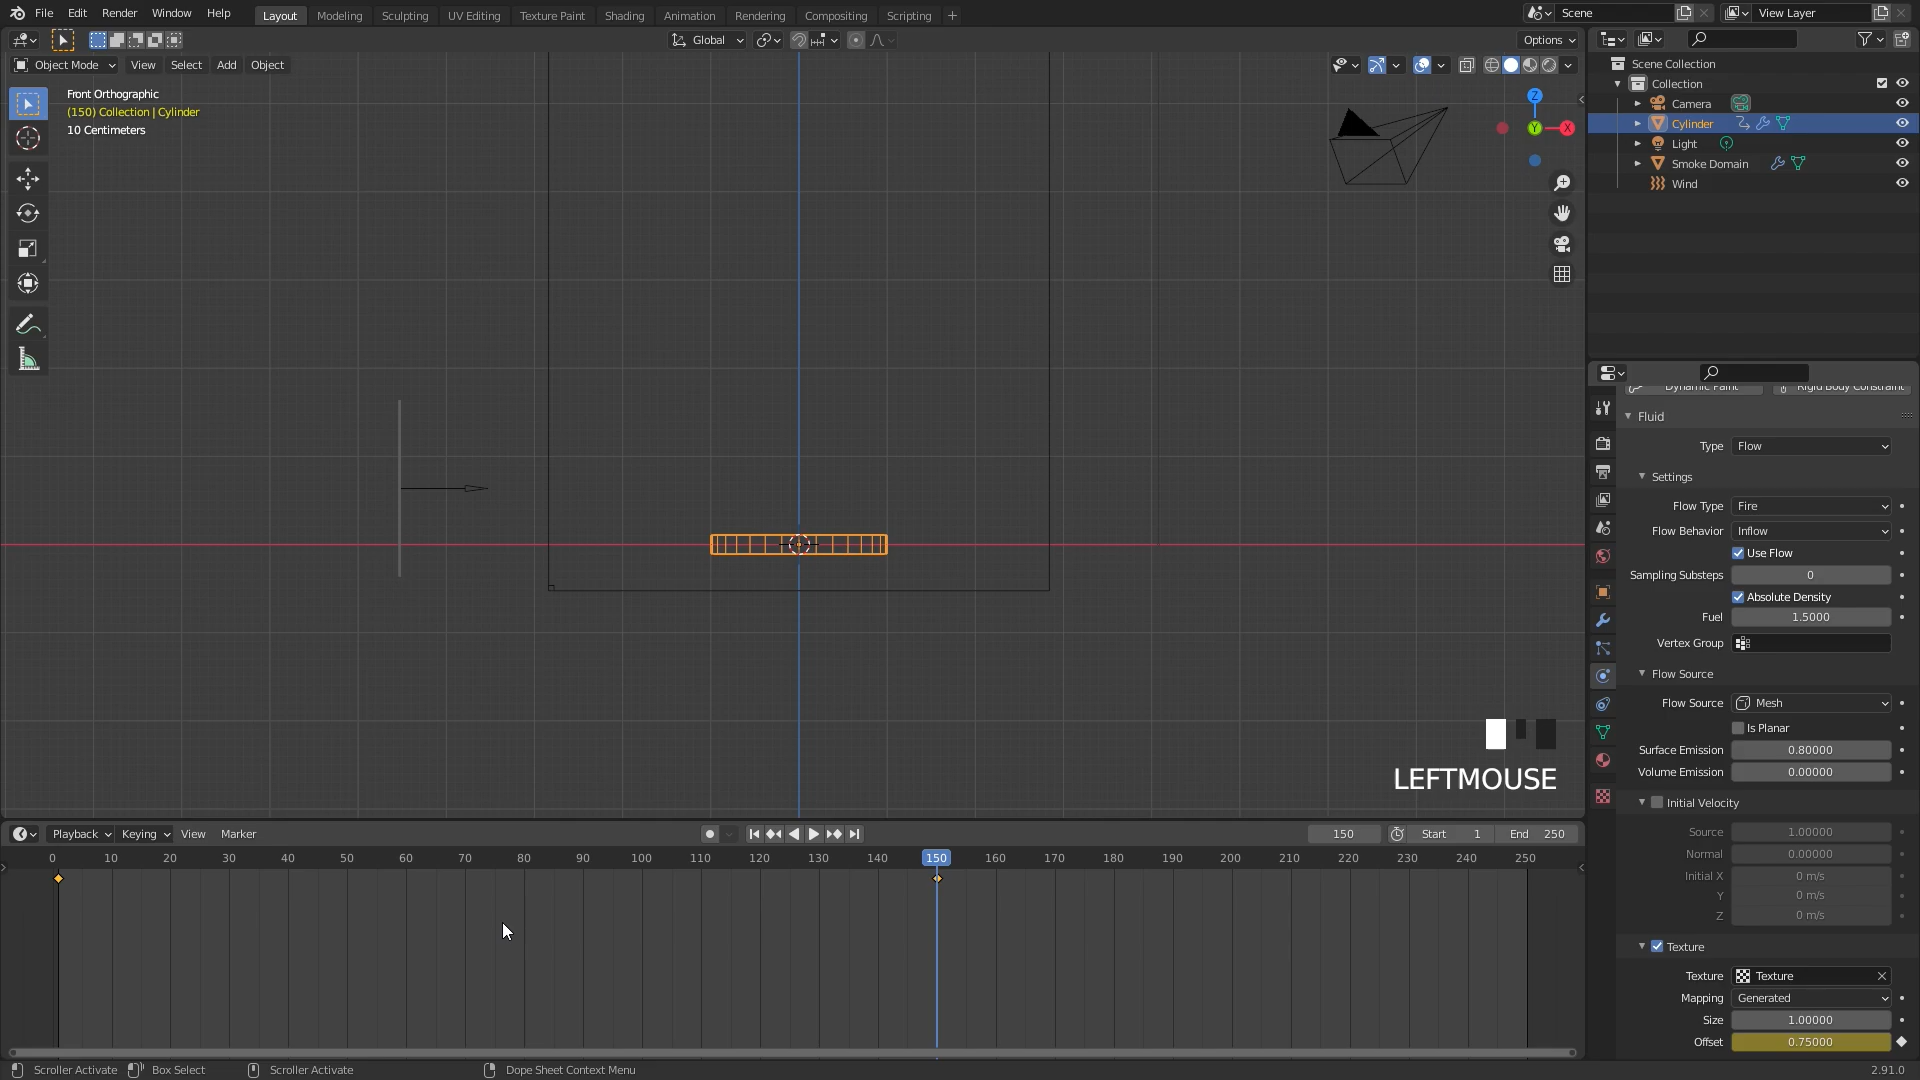 File Edit Render Window Help Layout Modeling Sculpting UV Editing Texture Paint Shading Animation Rendering Compositing Scripting + Scene View Layer
Global Options
Object Mode View Select Add Object
Front Orthographic
(150) Collection | Cylinder
10 Centimeters
Z
Y
X
LEFTMOUSE
Scene Collection
Collection
Camera
Cylinder
Light
Smoke Domain
Wind
Dynamic Paint Rigid Body Constraint
Fluid
Type Flow
Settings
Flow Type Fire
Flow Behavior Inflow
Use Flow
Sampling Substeps 0
Absolute Density
Fuel 1.5000
Vertex Group
Flow Source
Flow Source Mesh
Is Planar
Surface Emission 0.80000
Volume Emission 0.00000
Initial Velocity
Source 1.00000
Normal 0.00000
Initial X 0 m/s
Y 0 m/s
Z 0 m/s
Texture
Texture Texture
Mapping Generated
Size 1.00000
Offset 0.75000
Playback Keying View Marker 150 Start 1 End 250
0 10 20 30 40 50 60 70 80 90 100 110 120 130 140 150 160 170 180 190 200 210 220 230 240 250
Scroller Activate Box Select Scroller Activate Dope Sheet Context Menu 2.91.0